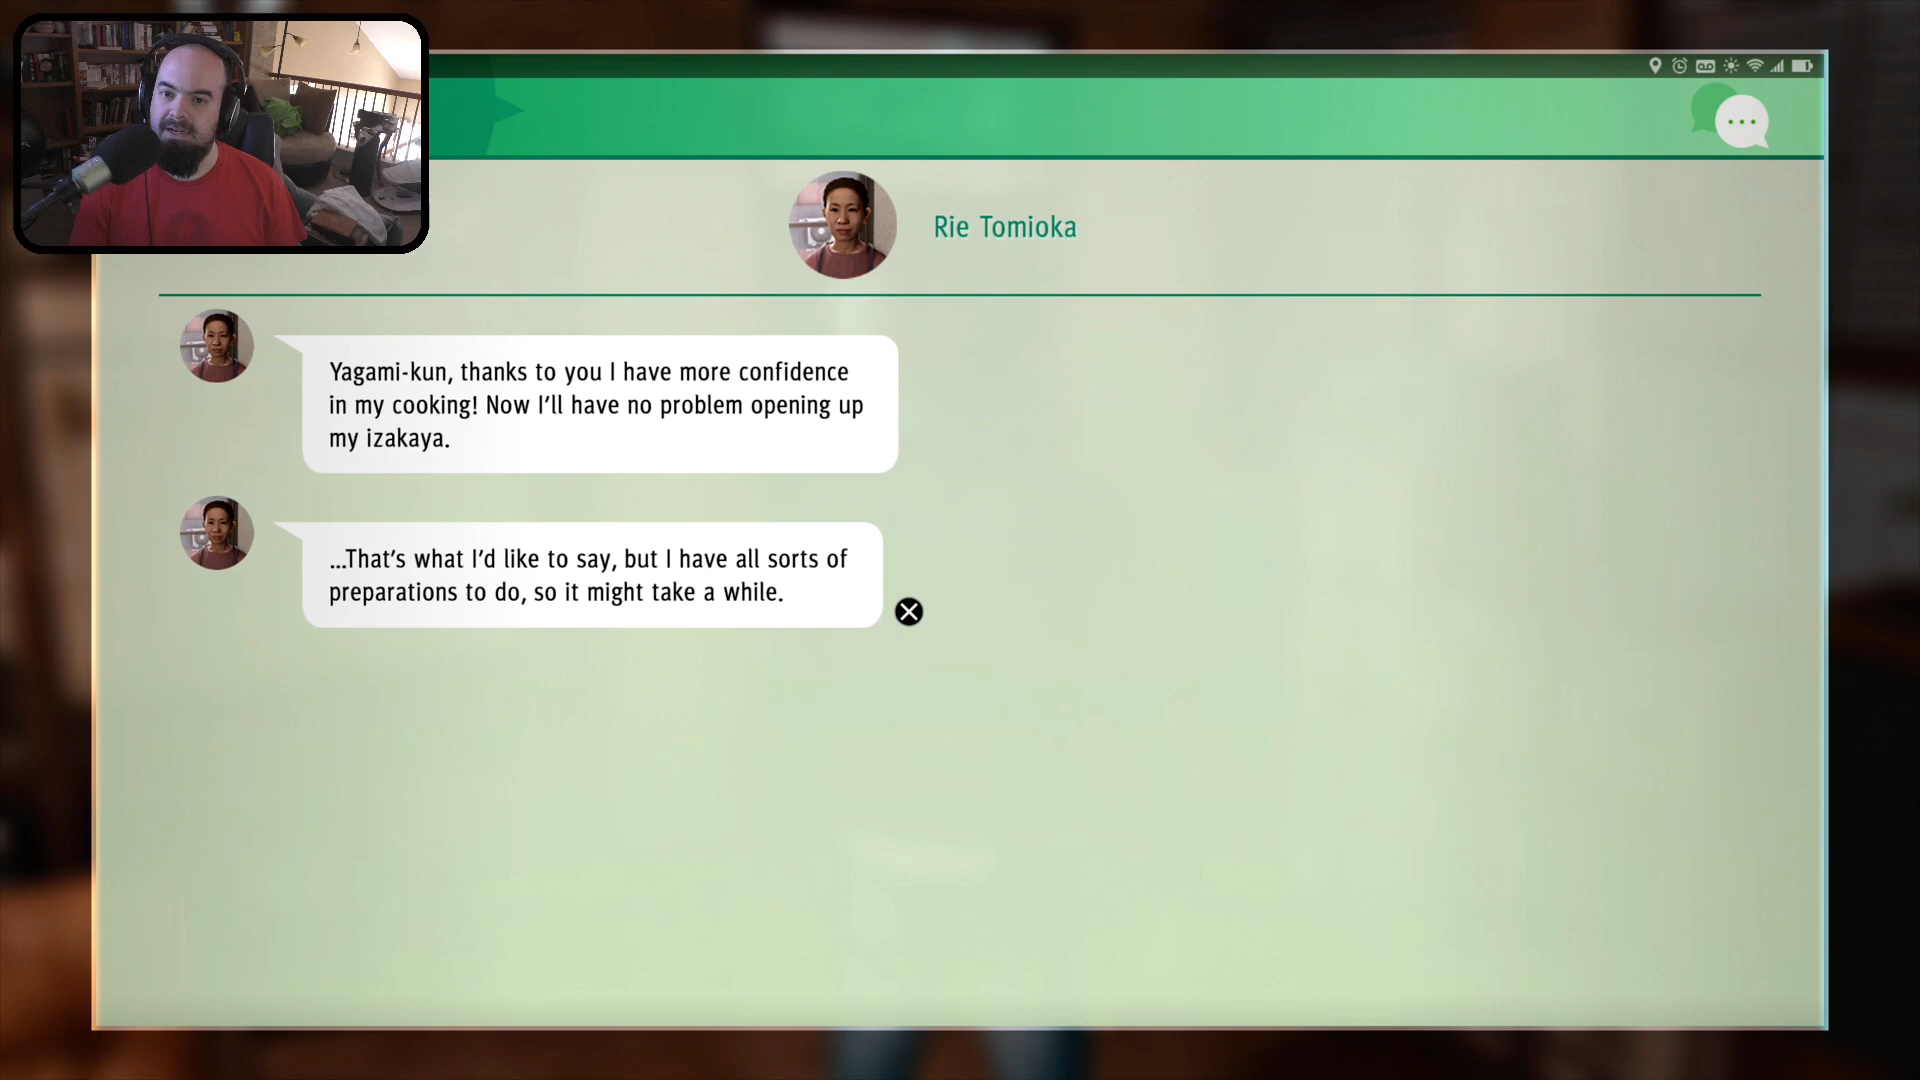 Rie Tomioka
Yagami-kun, thanks to you I have more confidence
in my cooking! Now I'll have no problem opening up
my izakaya.
...That's what I'd like to say, but I have all sorts of
preparations to do, so it might take a while.